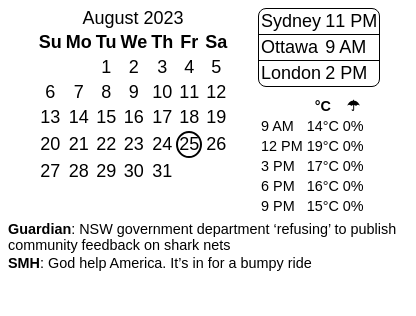 August 2023
Su Mo Tu We Th Fr Sa
1 2 3 4 5
6 7 8 9 10 11 12
13 14 15 16 17 18 19
20 21 22 23 24 25 26
27 28 29 30 31
Sydney 11 PM
Ottawa 9 AM
London 2 PM
°C ☂
9 AM 14°C 0%
12 PM 19°C 0%
3 PM 17°C 0%
6 PM 16°C 0%
9 PM 15°C 0%
Guardian: NSW government department ‘refusing’ to publish
community feedback on shark nets
SMH: God help America. It’s in for a bumpy ride